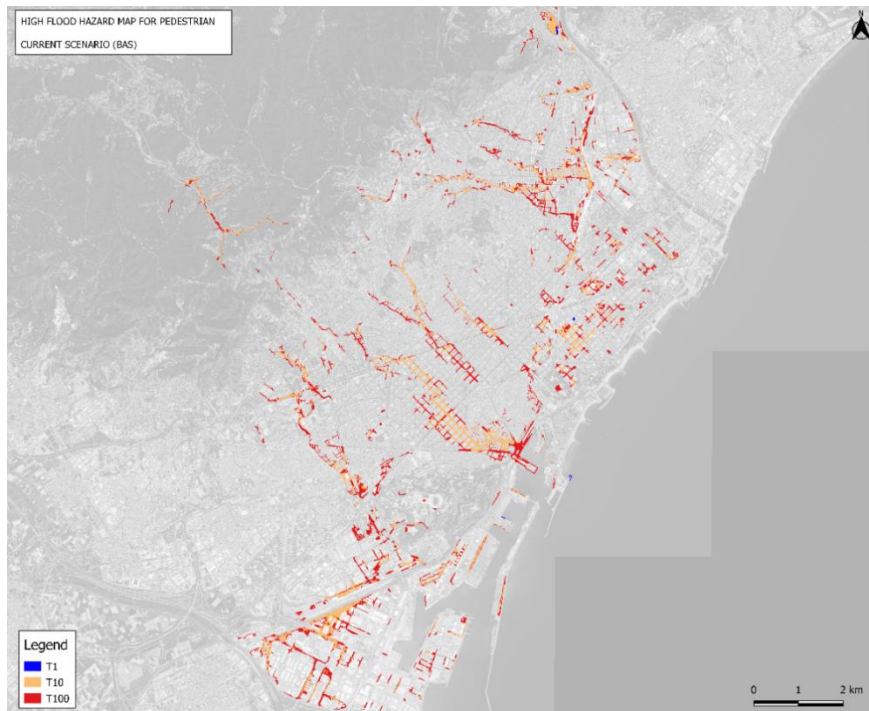 HIGH FLOOD HAZARD MAP FOR PEDESTRIAN
CURRENT SCENARIO (BAS)
N
Legend
T1
T10
T100
0 1 2 km